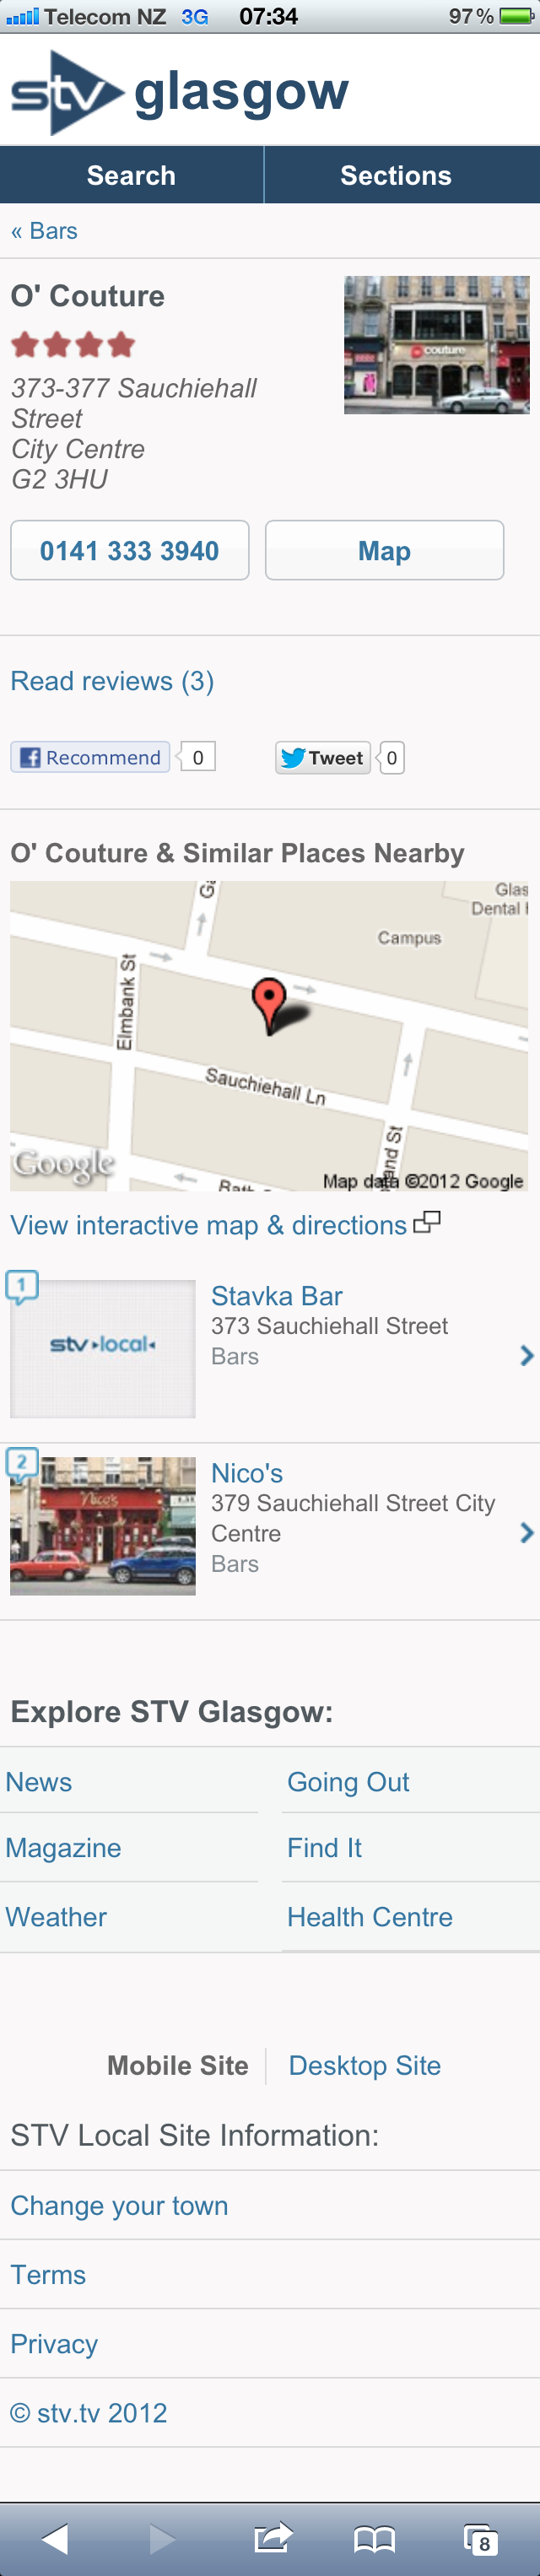 Telecom NZ 3G 07:34 97%
stv glasgow
Search Sections
« Bars
O' Couture
373-377 Sauchiehall
Street
City Centre
G2 3HU
couture
0141 333 3940 Map
Read reviews (3)
Recommend 0 Tweet 0
O' Couture & Similar Places Nearby
Glas
Dental
Campus
Elmbank St
Sauchiehall Ln
and St
Bath
Google
Map data ©2012 Google
View interactive map & directions
1
stv local
Stavka Bar
373 Sauchiehall Street
Bars
2
Nico's
Nico's
379 Sauchiehall Street City
Centre
Bars
Explore STV Glasgow:
News Going Out
Magazine Find It
Weather Health Centre
Mobile Site Desktop Site
STV Local Site Information:
Change your town
Terms
Privacy
© stv.tv 2012
8